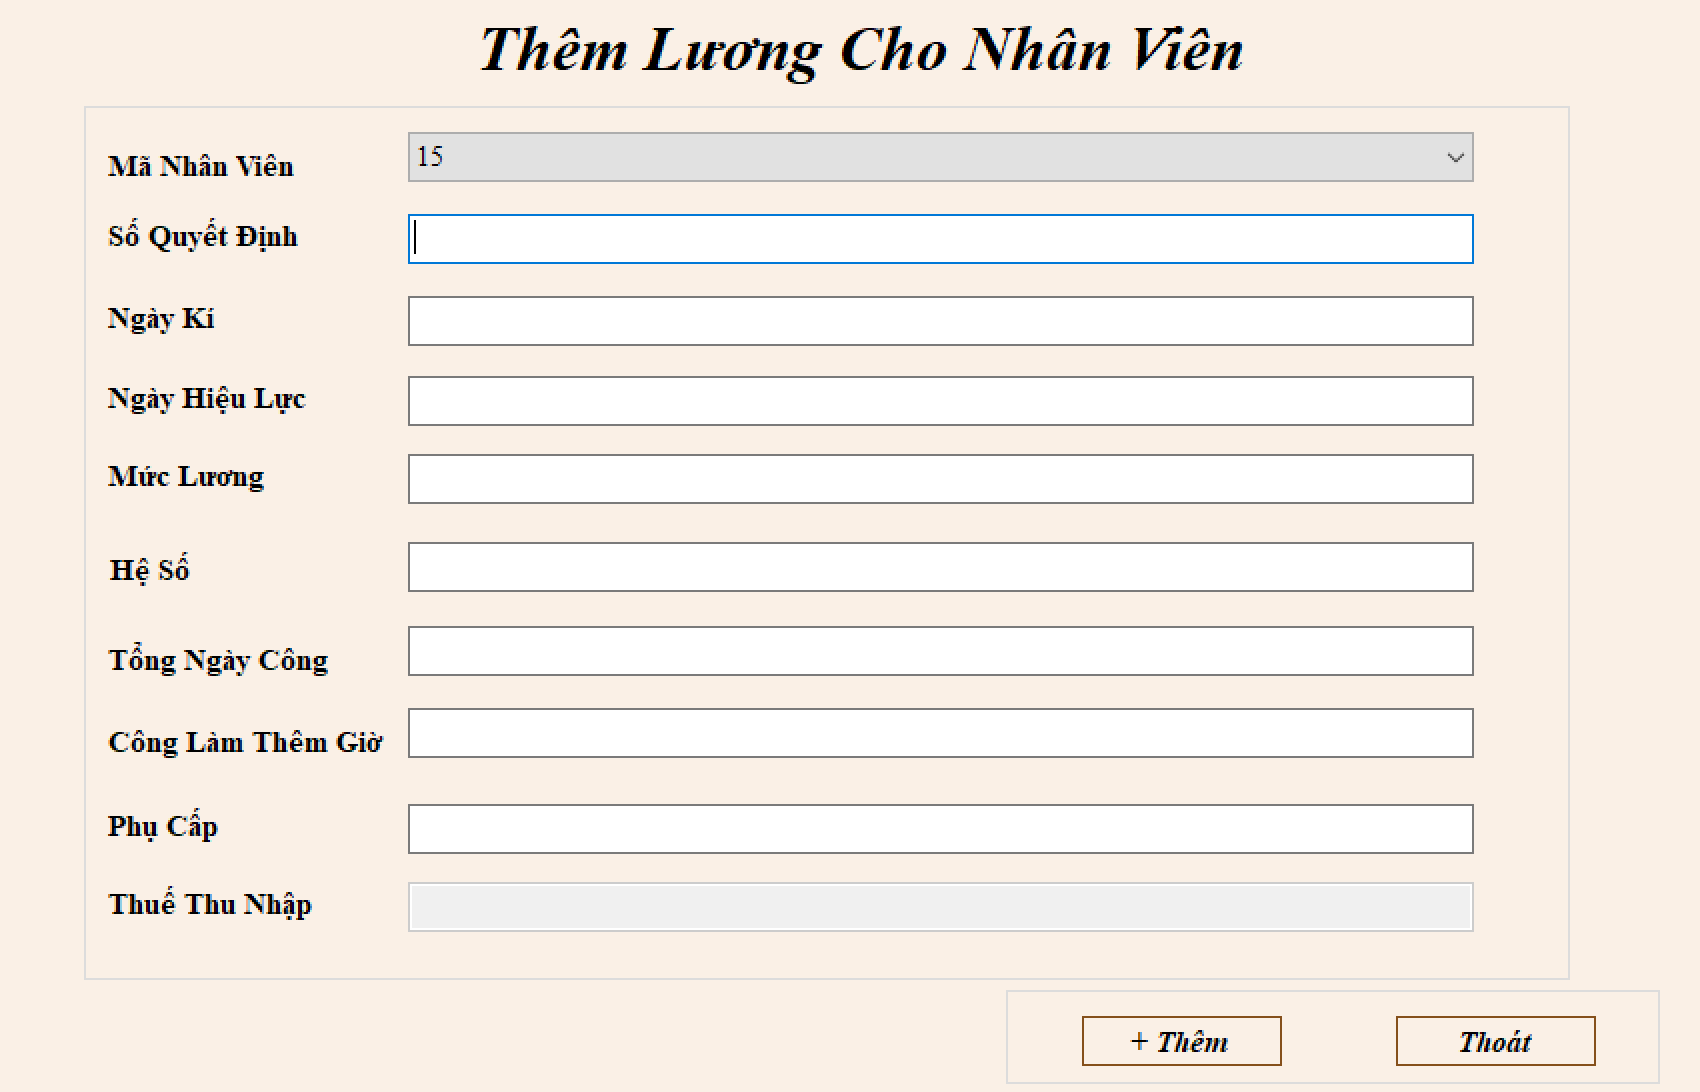 Thêm Lương Cho Nhân Viên
Mã Nhân Viên
15
Số Quyết Định
Ngày Kí
Ngày Hiệu Lực
Mức Lương
Hệ Số
Tổng Ngày Công
Công Làm Thêm Giờ
Phụ Cấp
Thuế Thu Nhập
+ Thêm
Thoát